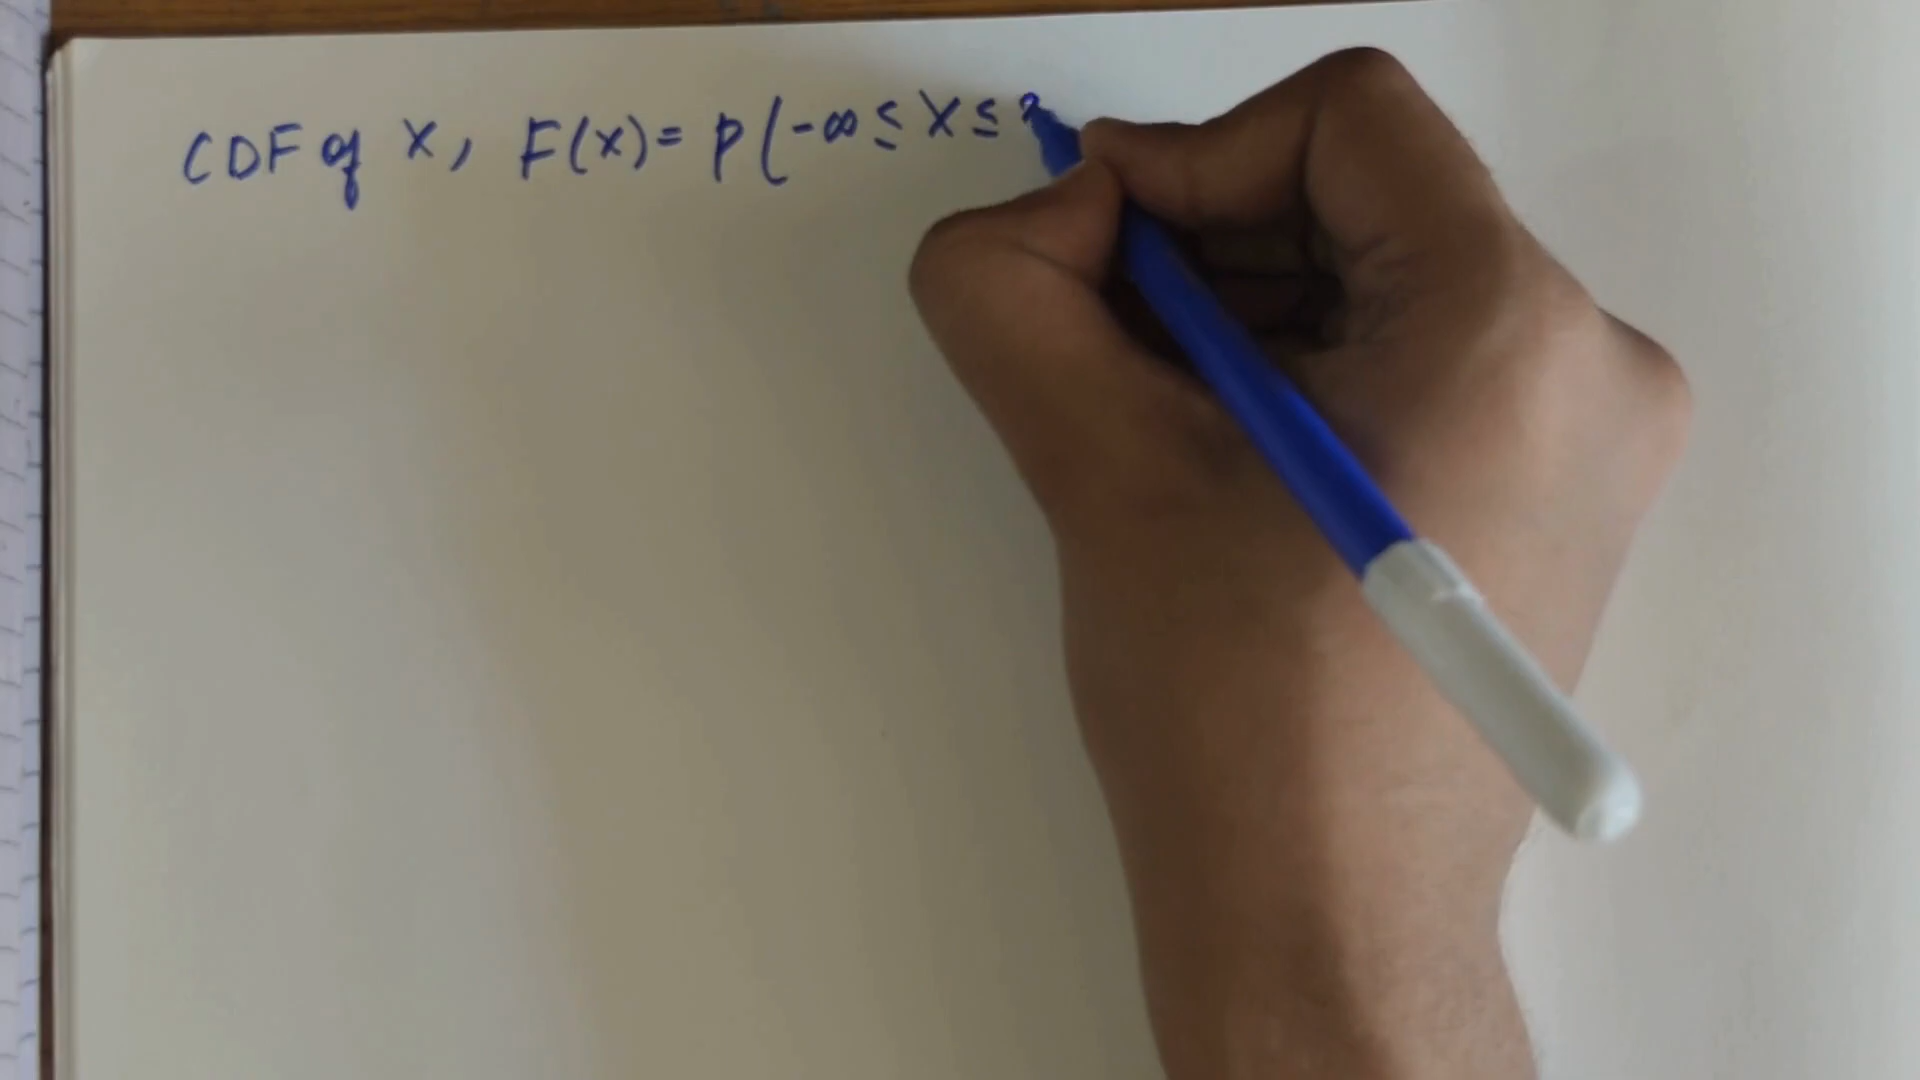 CDF of X, F(x) = P(-∞ ≤ X ≤